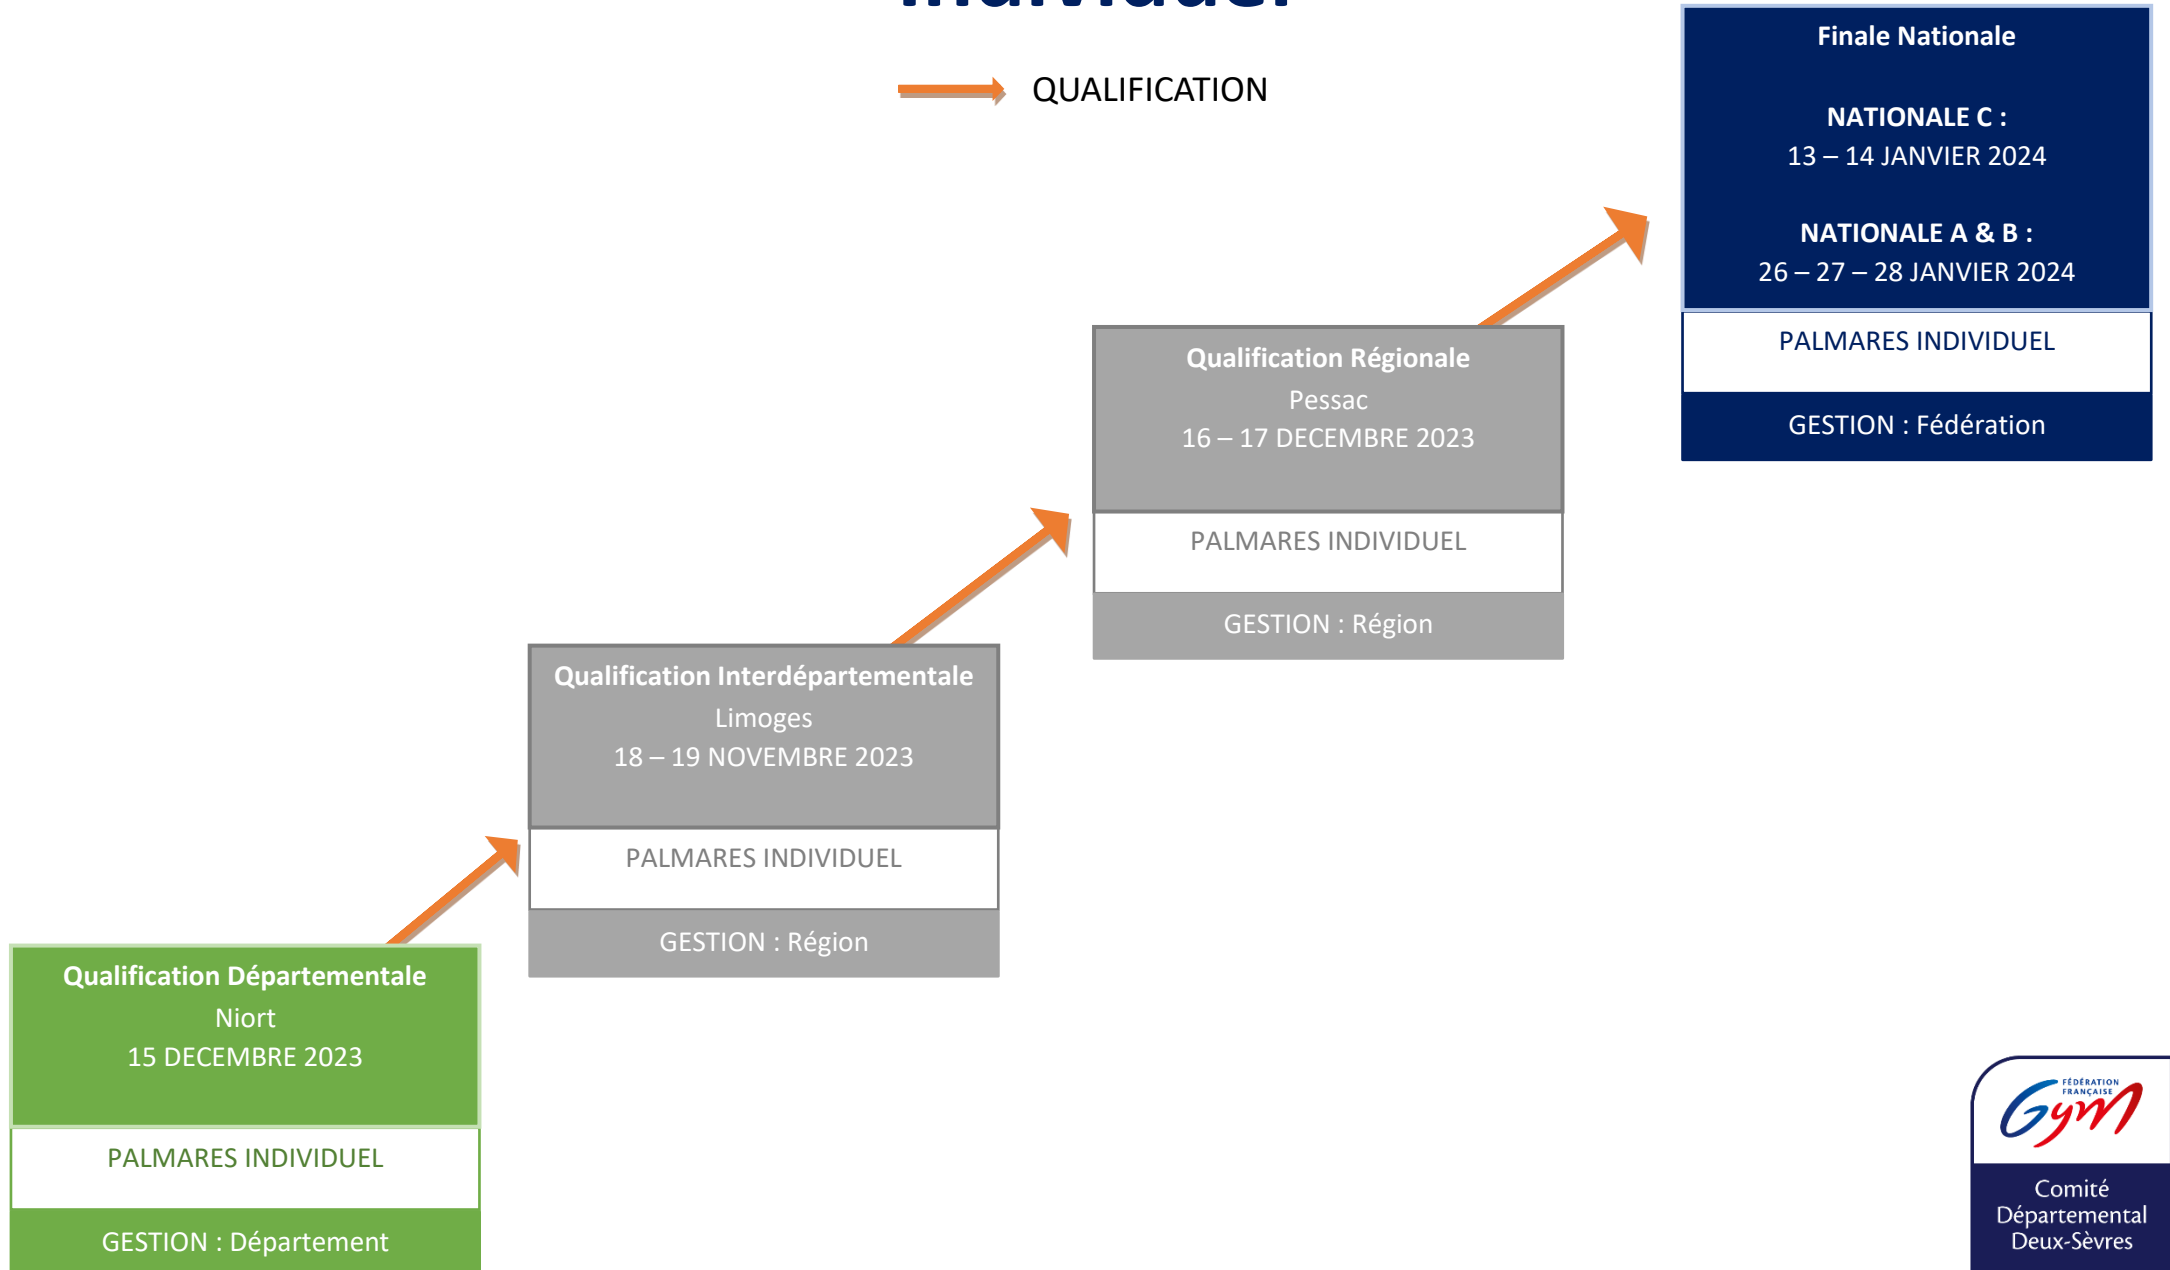 Individuel
QUALIFICATION
Finale Nationale
NATIONALE C :
13 – 14 JANVIER 2024
NATIONALE A & B :
26 – 27 – 28 JANVIER 2024
PALMARES INDIVIDUEL
GESTION : Fédération
Qualification Régionale
Pessac
16 – 17 DECEMBRE 2023
PALMARES INDIVIDUEL
GESTION : Région
Qualification Interdépartementale
Limoges
18 – 19 NOVEMBRE 2023
PALMARES INDIVIDUEL
GESTION : Région
Qualification Départementale
Niort
15 DECEMBRE 2023
PALMARES INDIVIDUEL
GESTION : Département
FÉDÉRATION
FRANÇAISE
Gym
Comité
Départemental
Deux-Sèvres